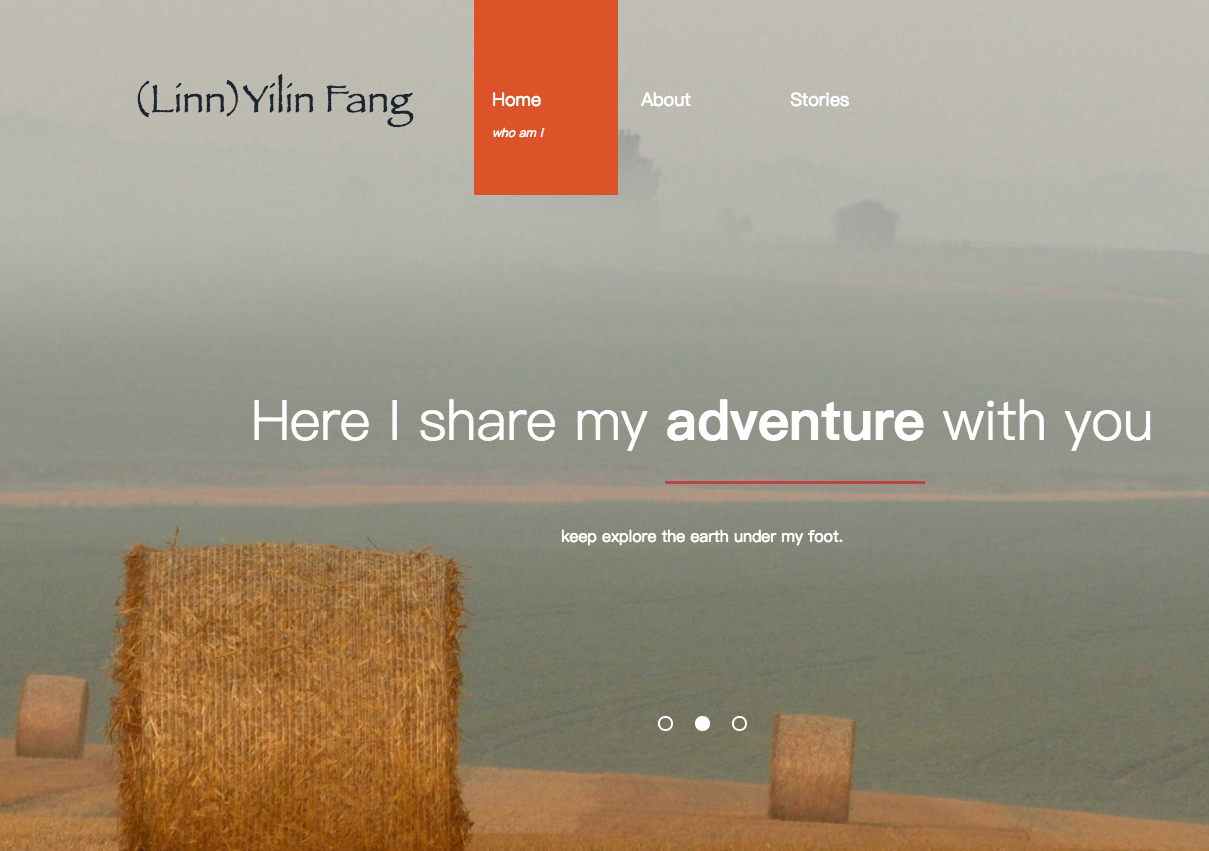 (Linn)Yilin Fang
Home
About
Stories
who am I
Here I share my adventure with you
keep explore the earth under my foot.